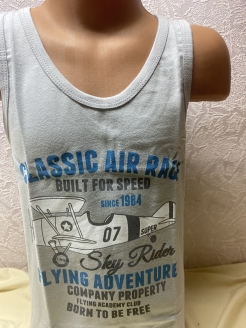 CLASSIC AIR RACE
BUILT FOR SPEED
SINCE 1984
07
SUPER
Sky Rider
FLYING ADVENTURE
COMPANY PROPERTY
FLYING ACADEMY CLUB
BORN TO BE FREE